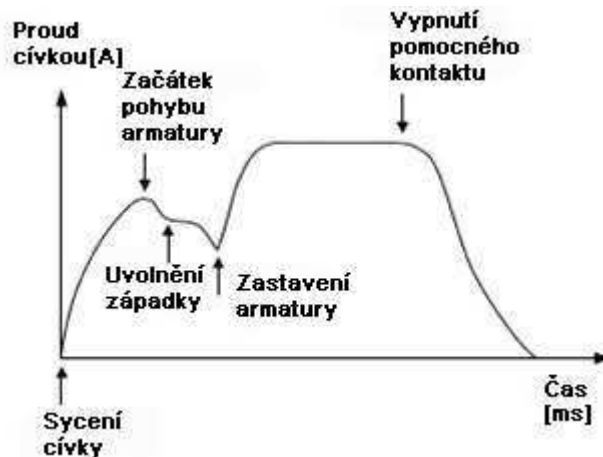 Proud
cívkou[A]
Začátek
pohybu
armatury
Vypnutí
pomocného
kontaktu
Uvolnění
západky
Zastavení
armatury
Čas
[ms]
Sycení
cívky